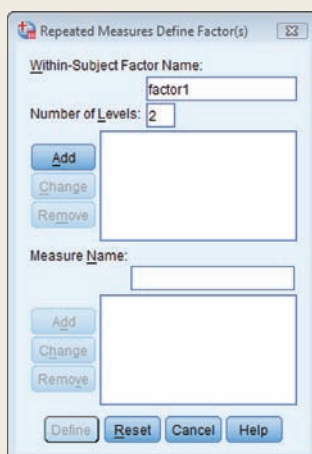 Repeated Measures Define Factor(s)
Within-Subject Factor Name:
factor1
Number of Levels: 2
Add
Change
Remove
Measure Name:
Add
Change
Remove
Define Reset Cancel Help